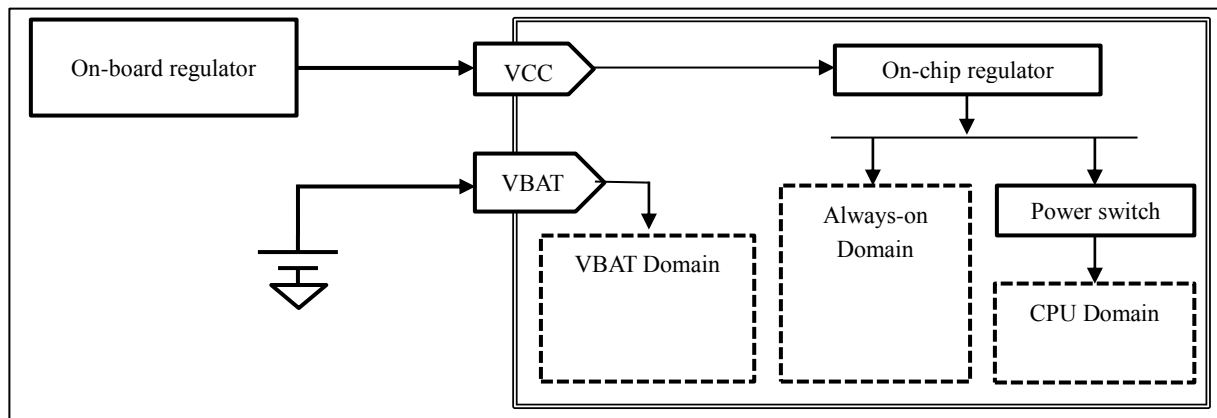 On-board regulator
VCC
On-chip regulator
VBAT
Always-on
Domain
Power switch
VBAT Domain
CPU Domain